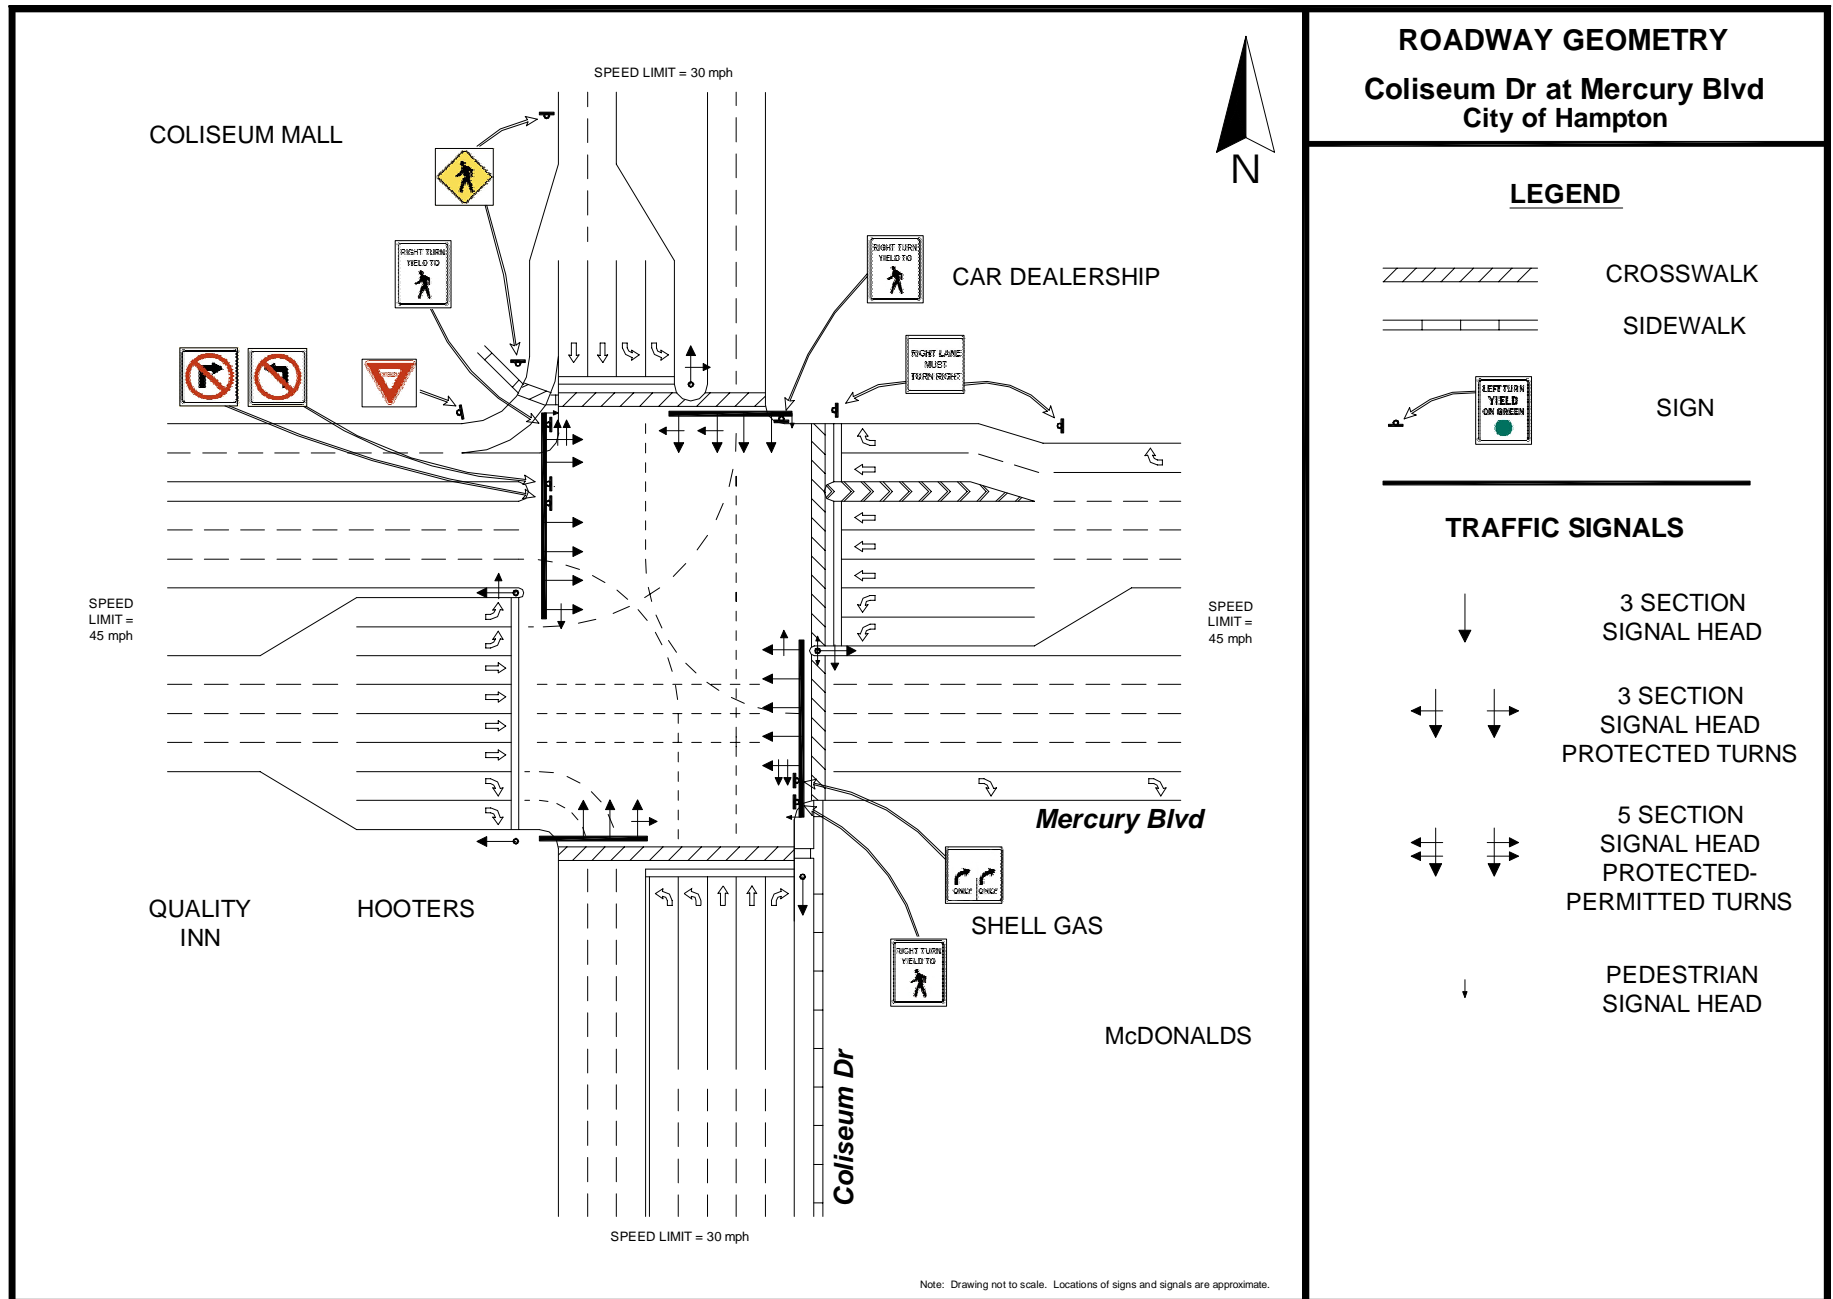 ROADWAY GEOMETRY
Coliseum Dr at Mercury Blvd
City of Hampton
SPEED LIMIT = 30 mph
COLISEUM MALL
N
RIGHT TURN
YIELD TO
RIGHT TURN
YIELD TO
CAR DEALERSHIP
RIGHT LANE
MUST
TURN RIGHT
SPEED
LIMIT =
45 mph
SPEED
LIMIT =
45 mph
Mercury Blvd
ONLY ONLY
QUALITY
INN
HOOTERS
SHELL GAS
RIGHT TURN
YIELD TO
McDONALDS
Coliseum Dr
SPEED LIMIT = 30 mph
Note: Drawing not to scale. Locations of signs and signals are approximate.
LEGEND
CROSSWALK
SIDEWALK
LEFT TURN
YIELD
ON GREEN
SIGN
TRAFFIC SIGNALS
3 SECTION
SIGNAL HEAD
3 SECTION
SIGNAL HEAD
PROTECTED TURNS
5 SECTION
SIGNAL HEAD
PROTECTED-
PERMITTED TURNS
PEDESTRIAN
SIGNAL HEAD